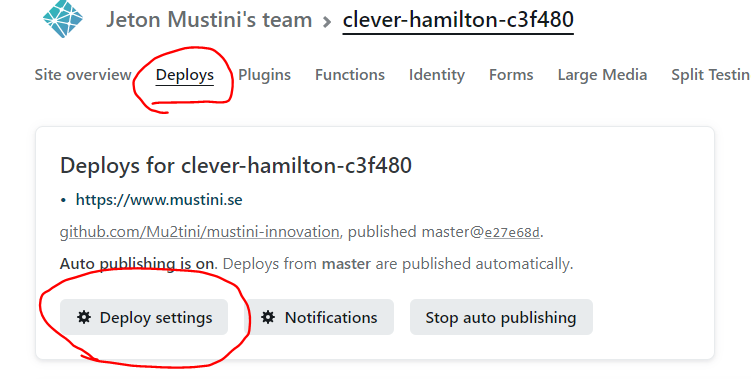 Jeton Mustini's team > clever-hamilton-c3f480
Site overview Deploys Plugins Functions Identity Forms Large Media Split Testin
Deploys for clever-hamilton-c3f480
• https://www.mustini.se
github.com/Mu2tini/mustini-innovation, published master@e27e68d.
Auto publishing is on. Deploys from master are published automatically.
Deploy settings Notifications Stop auto publishing